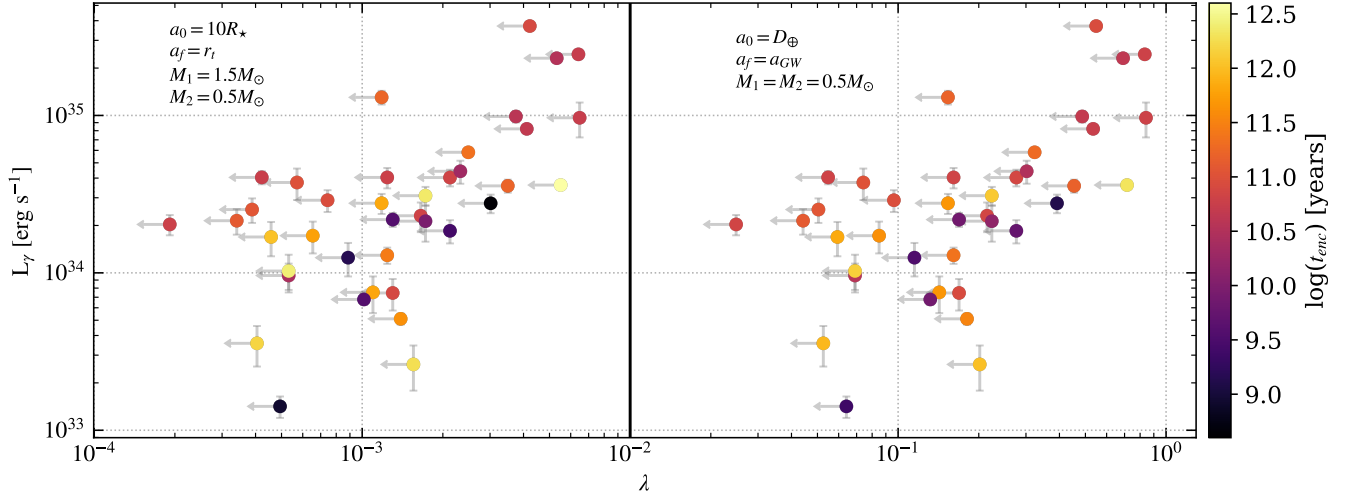 a₀ = 10R⋆
a_f = r_t
M₁ = 1.5M⊙
M₂ = 0.5M⊙
a₀ = D⊕
a_f = a_GW
M₁ = M₂ = 0.5M⊙
L_γ [erg s⁻¹]
10³⁵
10³⁴
10³³
10⁻⁴
10⁻³
10⁻²
10⁻¹
10⁰
λ
12.5
12.0
11.5
11.0
10.5
10.0
9.5
9.0
log(t_enc) [years]